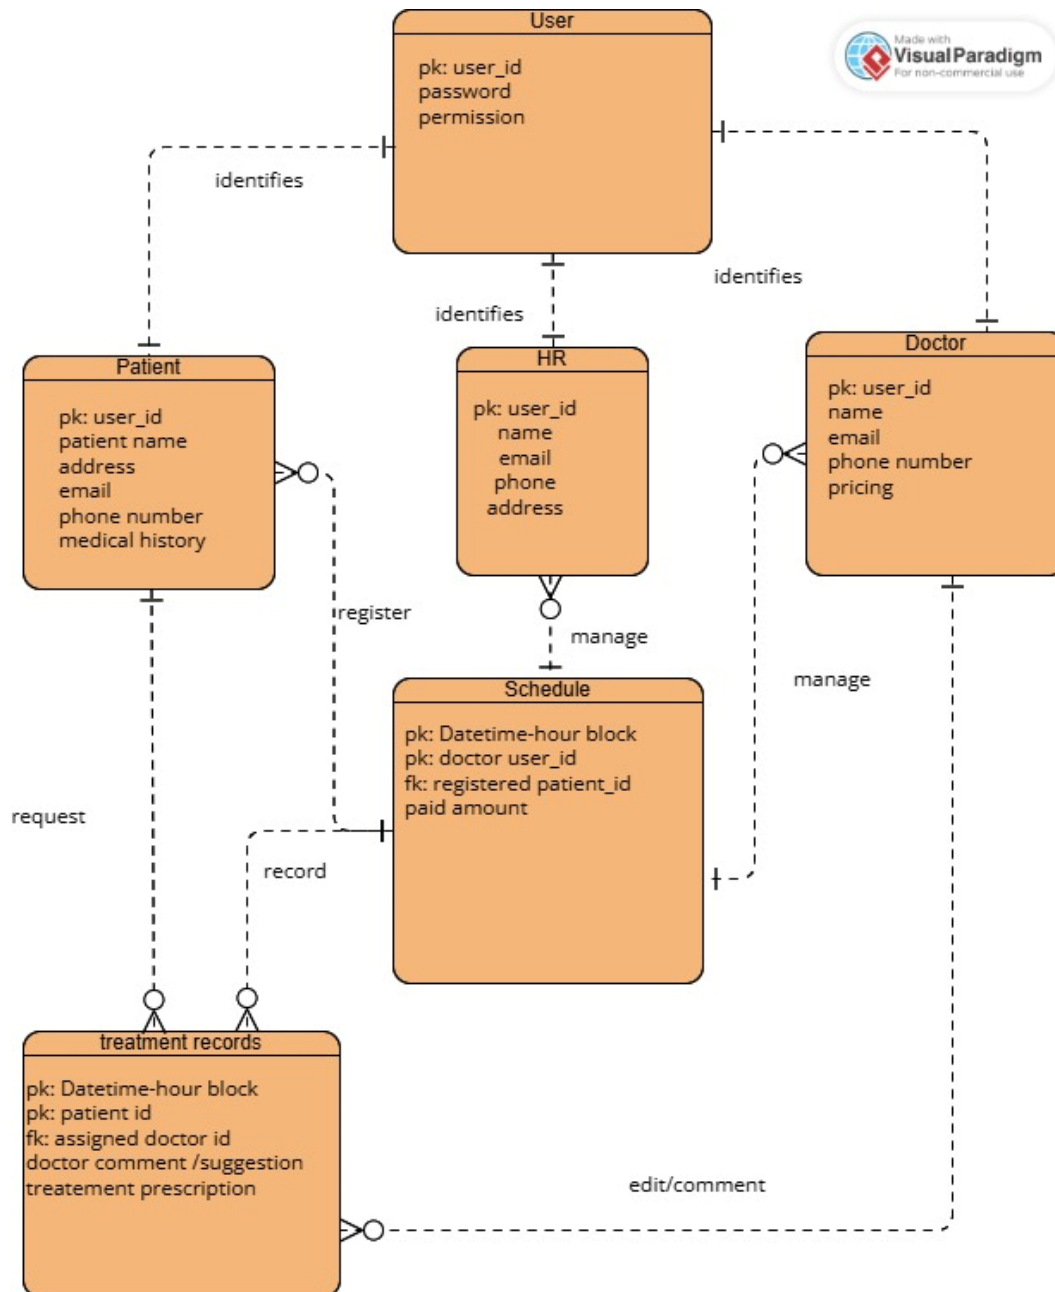 User
pk: user_id
password
permission
Made with
Visual Paradigm
For non-commercial use
identifies
identifies
identifies
Patient
pk: user_id
patient name
address
email
phone number
medical history
HR
pk: user_id
name
email
phone
address
Doctor
pk: user_id
name
email
phone number
pricing
register
manage
manage
Schedule
pk: Datetime-hour block
pk: doctor user_id
fk: registered patient_id
paid amount
request
record
treatment records
pk: Datetime-hour block
pk: patient id
fk: assigned doctor id
doctor comment /suggestion
treatement prescription
edit/comment